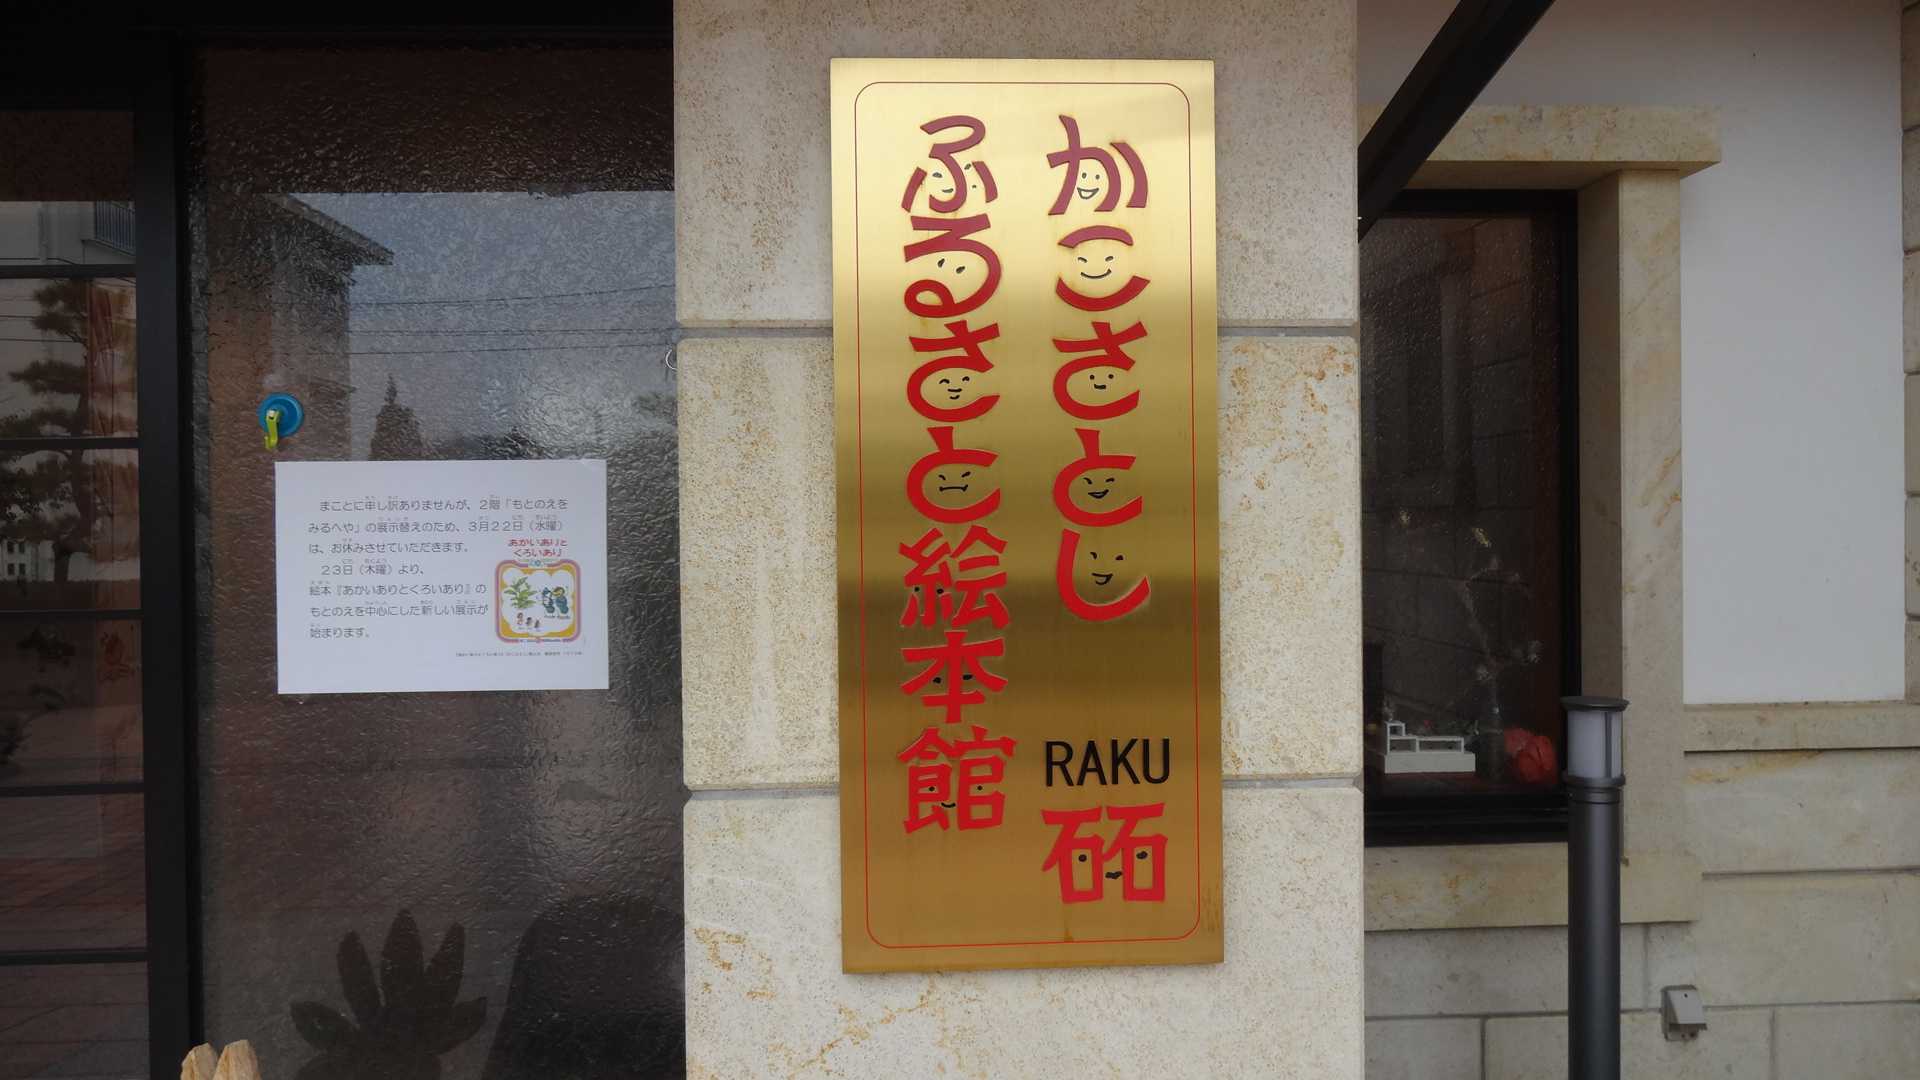 かこさとし
ふるさと絵本館
RAKU
砳
まことに申し訳ありませんが、2階「もとのえを
みるへや」の展示替えのため、3月22日（水曜）
は、お休みさせていただきます。
23日（木曜）より、
絵本『あかいありとくろいあり』の
もとのえを中心にした新しい展示が
始まります。
あかいありと
くろいあり